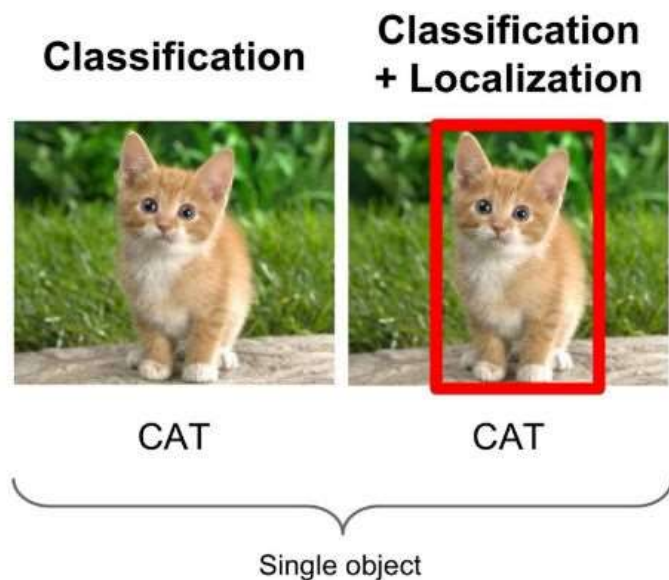 Classification
Classification
+ Localization
CAT
CAT
Single object